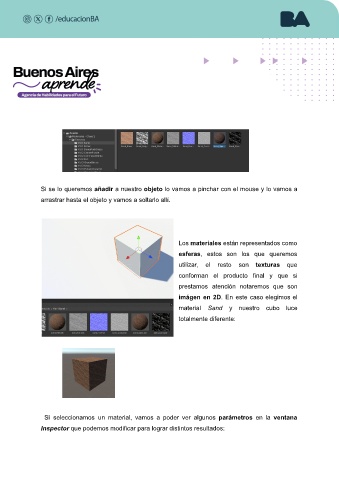 /educacionBA
BA
Buenos Aires
aprende
Agencia de Habilidades para el Futuro
Si se lo queremos añadir a nuestro objeto lo vamos a pinchar con el mouse y lo vamos a
arrastrar hasta el objeto y vamos a soltarlo allí.
Los materiales están representados como
esferas, estos son los que queremos
utilizar, el resto son texturas que
conforman el producto final y que si
prestamos atención notaremos que son
imágen en 2D. En este caso elegimos el
material Sand y nuestro cubo luce
totalmente diferente:
Si seleccionamos un material, vamos a poder ver algunos parámetros en la ventana
Inspector que podemos modificar para lograr distintos resultados: